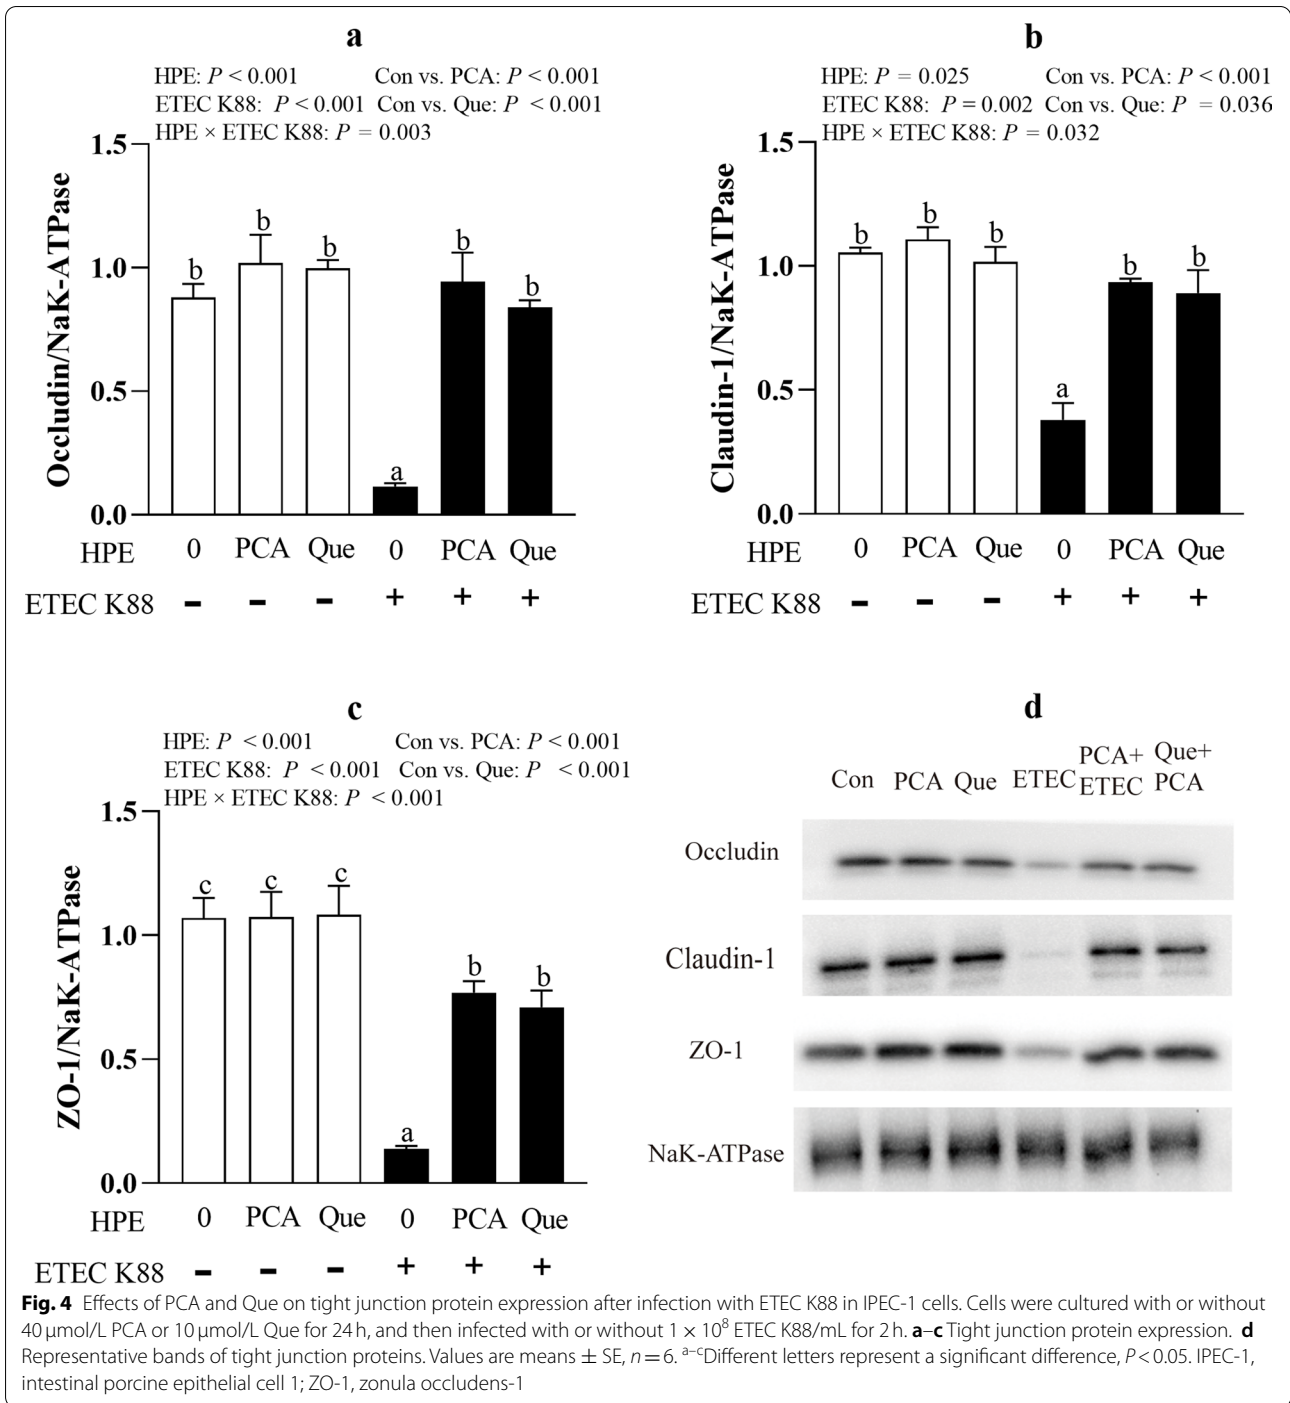 a
HPE: P < 0.001 Con vs. PCA: P < 0.001
ETEC K88: P < 0.001 Con vs. Que: P < 0.001
HPE × ETEC K88: P = 0.003
Occludin/NaK-ATPase
1.5
1.0
0.5
0.0
b b b a b b
HPE 0 PCA Que 0 PCA Que
ETEC K88 - - - + + +
b
HPE: P = 0.025 Con vs. PCA: P < 0.001
ETEC K88: P = 0.002 Con vs. Que: P = 0.036
HPE × ETEC K88: P = 0.032
Claudin-1/NaK-ATPase
1.5
1.0
0.5
0.0
b b b a b b
HPE 0 PCA Que 0 PCA Que
ETEC K88 - - - + + +
c
HPE: P < 0.001 Con vs. PCA: P < 0.001
ETEC K88: P < 0.001 Con vs. Que: P < 0.001
HPE × ETEC K88: P < 0.001
ZO-1/NaK-ATPase
1.5
1.0
0.5
0.0
c c c a b b
HPE 0 PCA Que 0 PCA Que
ETEC K88 - - - + + +
d
Con PCA Que ETEC PCA+ ETEC Que+ PCA
Occludin
Claudin-1
ZO-1
NaK-ATPase
Fig. 4 Effects of PCA and Que on tight junction protein expression after infection with ETEC K88 in IPEC-1 cells. Cells were cultured with or without
40 μmol/L PCA or 10 μmol/L Que for 24 h, and then infected with or without 1 × 10⁸ ETEC K88/mL for 2 h. a–c Tight junction protein expression. d
Representative bands of tight junction proteins. Values are means ± SE, n = 6. ᵃ⁻ᶜDifferent letters represent a significant difference, P < 0.05. IPEC-1,
intestinal porcine epithelial cell 1; ZO-1, zonula occludens-1